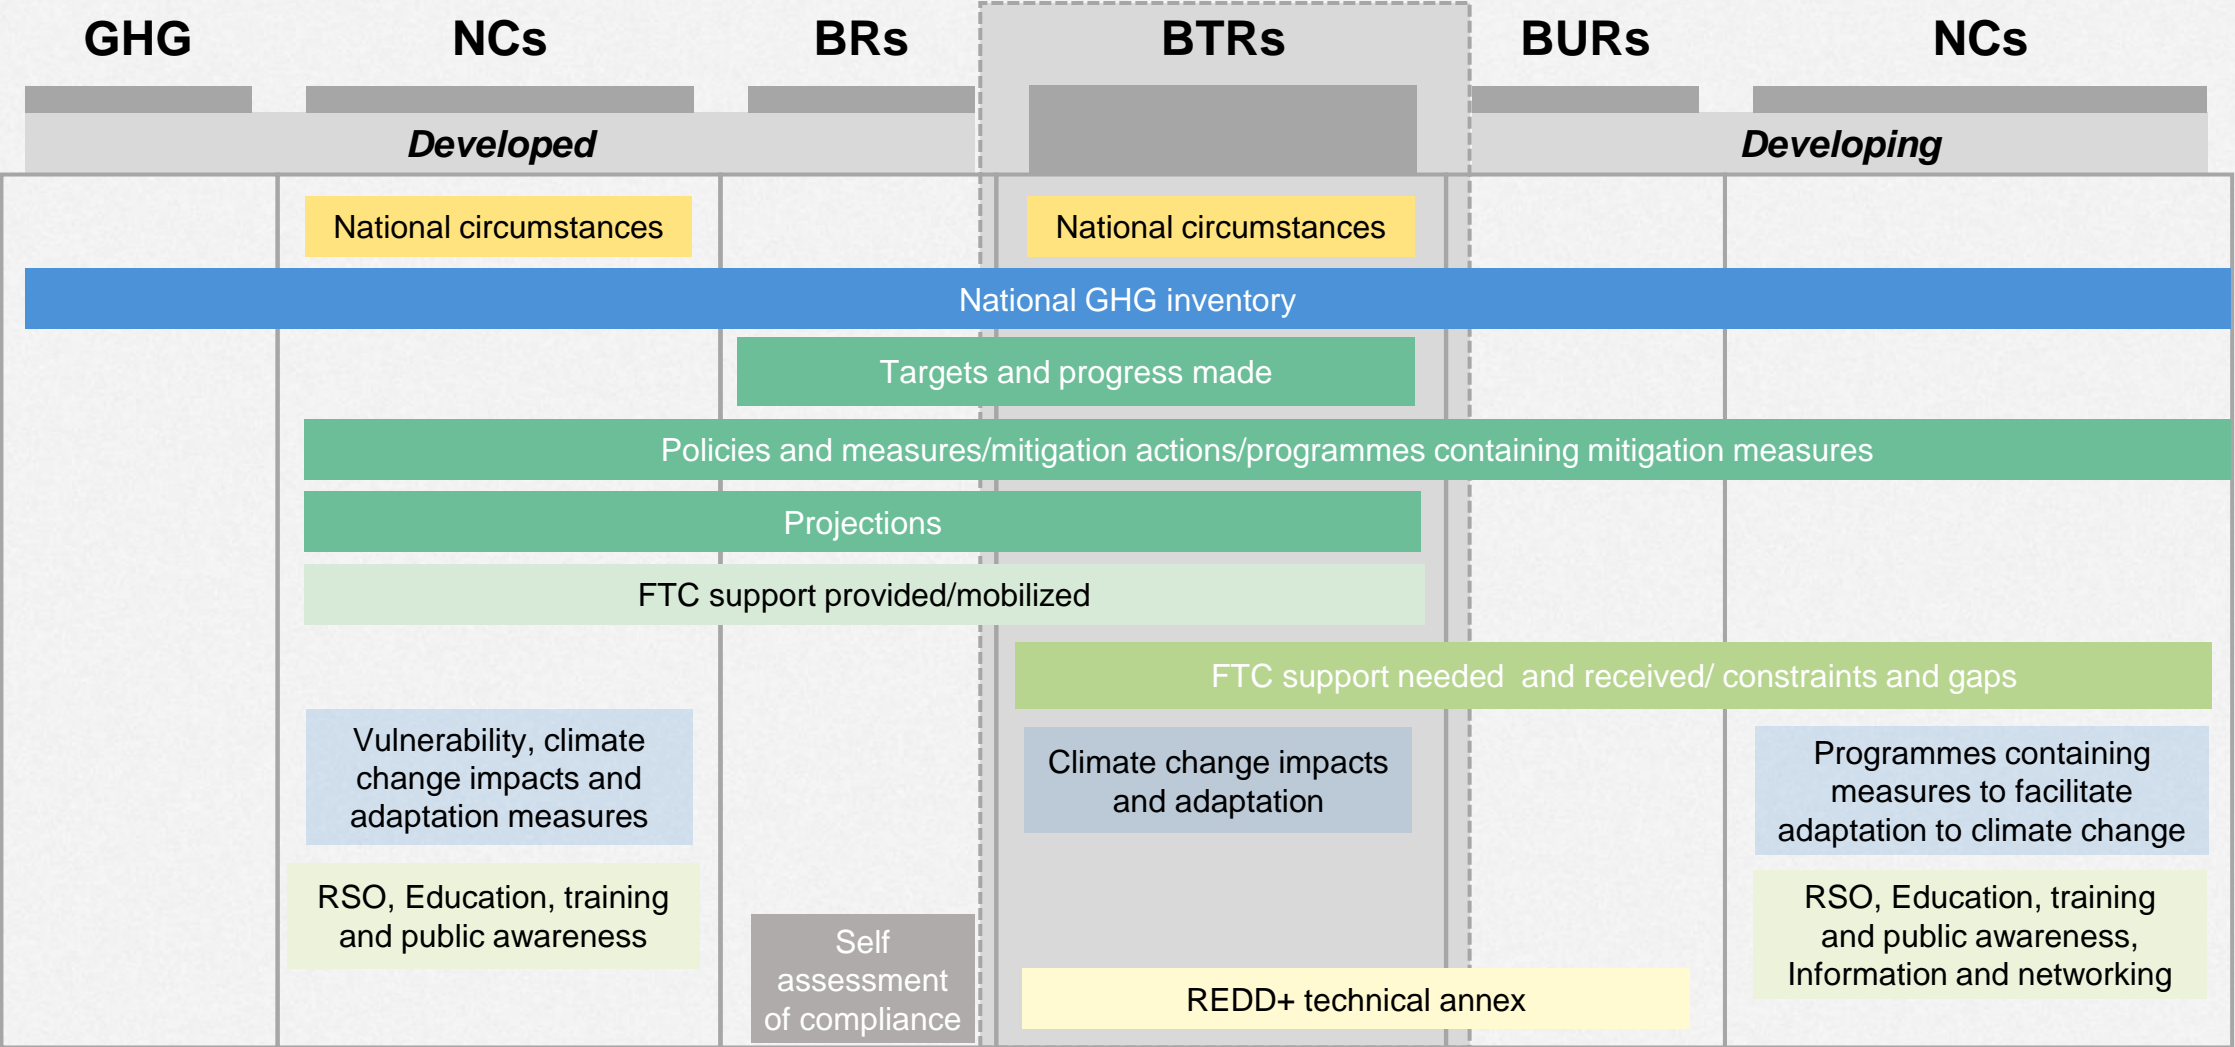 GHG NCs BRs BTRs BURs NCs
Developed Developing
National circumstances National circumstances
National GHG inventory
Targets and progress made
Policies and measures/mitigation actions/programmes containing mitigation measures
Projections
FTC support provided/mobilized
FTC support needed and received/ constraints and gaps
Vulnerability, climate
change impacts and
adaptation measures
Climate change impacts
and adaptation
Programmes containing
measures to facilitate
adaptation to climate change
RSO, Education, training
and public awareness
Self
assessment
of compliance
REDD+ technical annex
RSO, Education, training
and public awareness,
Information and networking